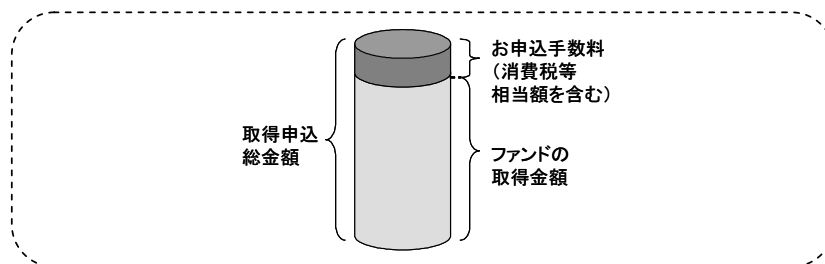 お申込手数料
（消費税等
相当額を含む）
取得申込
総金額
ファンドの
取得金額